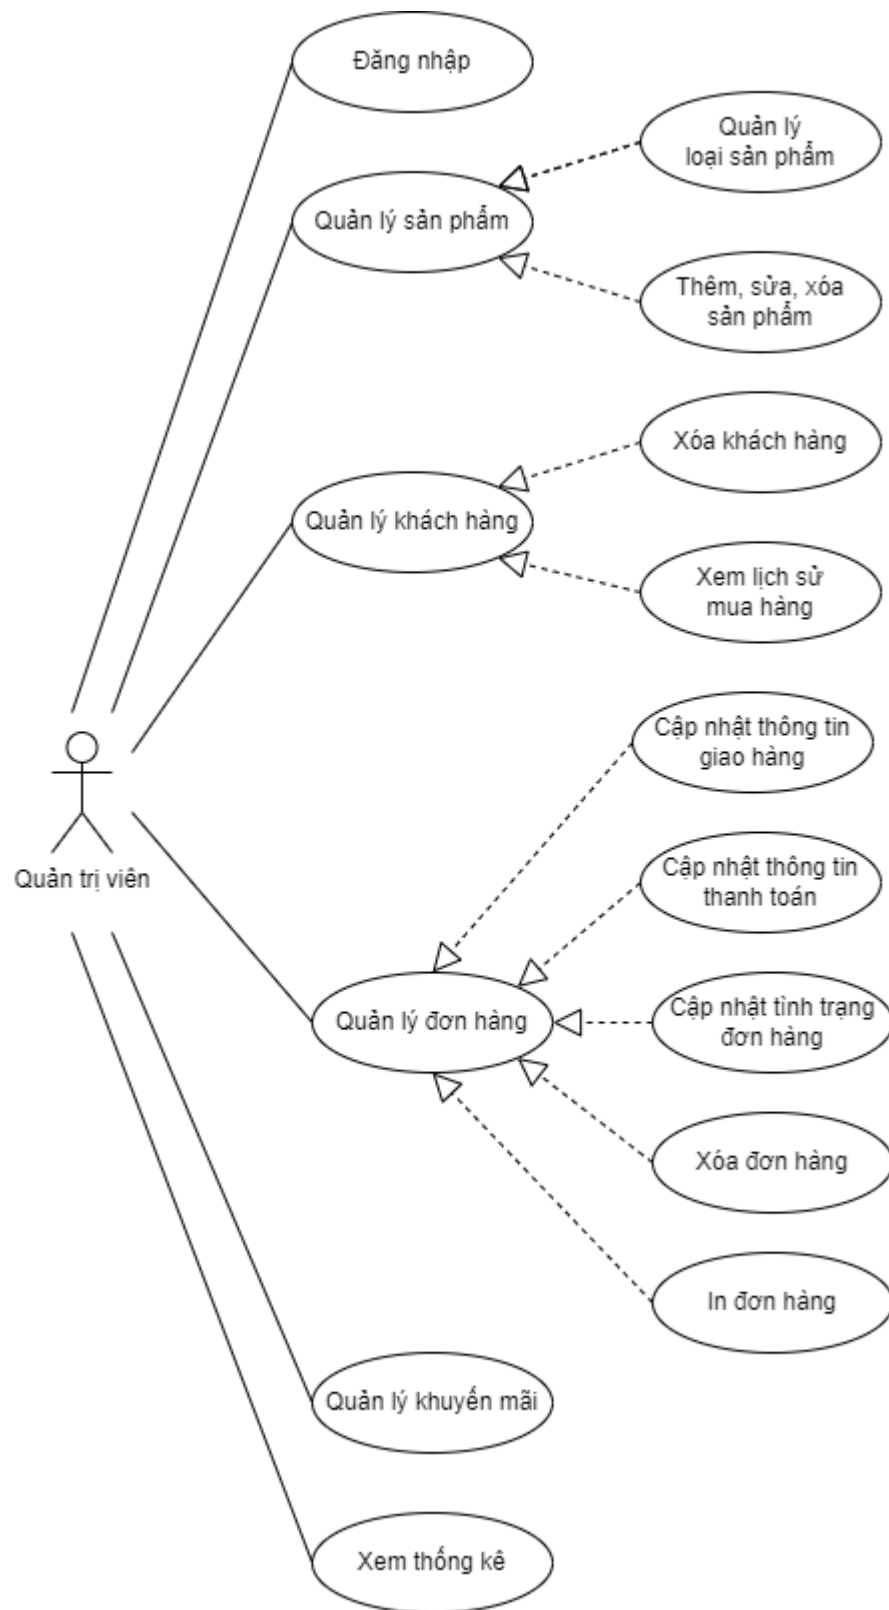 Đăng nhập
Quản lý
loại sản phẩm
Quản lý sản phẩm
Thêm, sửa, xóa
sản phẩm
Xóa khách hàng
Quản lý khách hàng
Xem lịch sử
mua hàng
Cập nhật thông tin
giao hàng
Cập nhật thông tin
thanh toán
Quản trị viên
Cập nhật tình trạng
đơn hàng
Quản lý đơn hàng
Xóa đơn hàng
In đơn hàng
Quản lý khuyến mãi
Xem thống kê